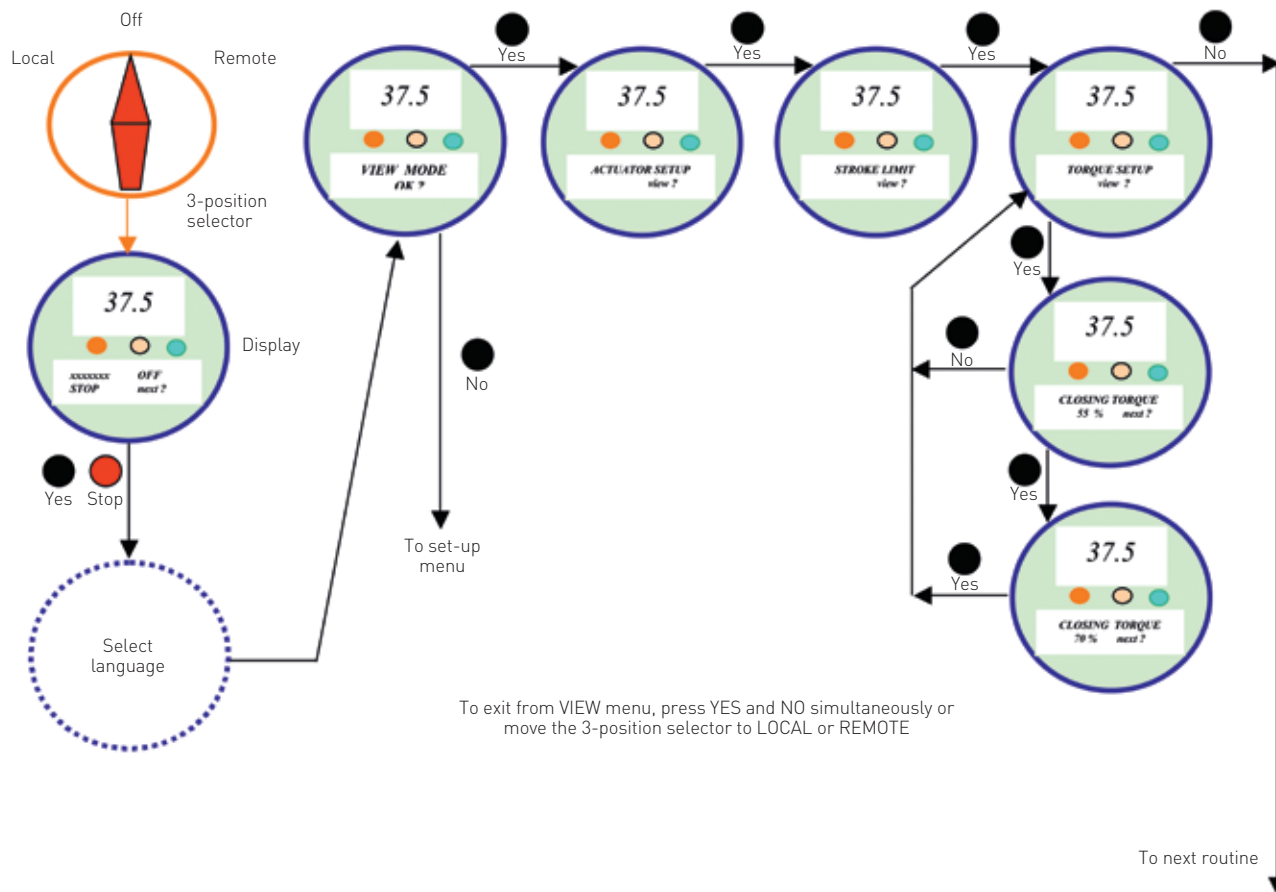 Off
Local
Remote
3-position
selector
37.5
xxxxxxx OFF
STOP next ?
Display
Yes
Stop
Select
language
37.5
VIEW MODE
OK ?
Yes
No
To set-up
menu
37.5
ACTUATOR SETUP
view ?
Yes
37.5
STROKE LIMIT
view ?
Yes
37.5
TORQUE SETUP
view ?
No
Yes
37.5
CLOSING TORQUE
55 % next ?
No
Yes
37.5
CLOSING TORQUE
70 % next ?
Yes
To exit from VIEW menu, press YES and NO simultaneously or
move the 3-position selector to LOCAL or REMOTE
To next routine